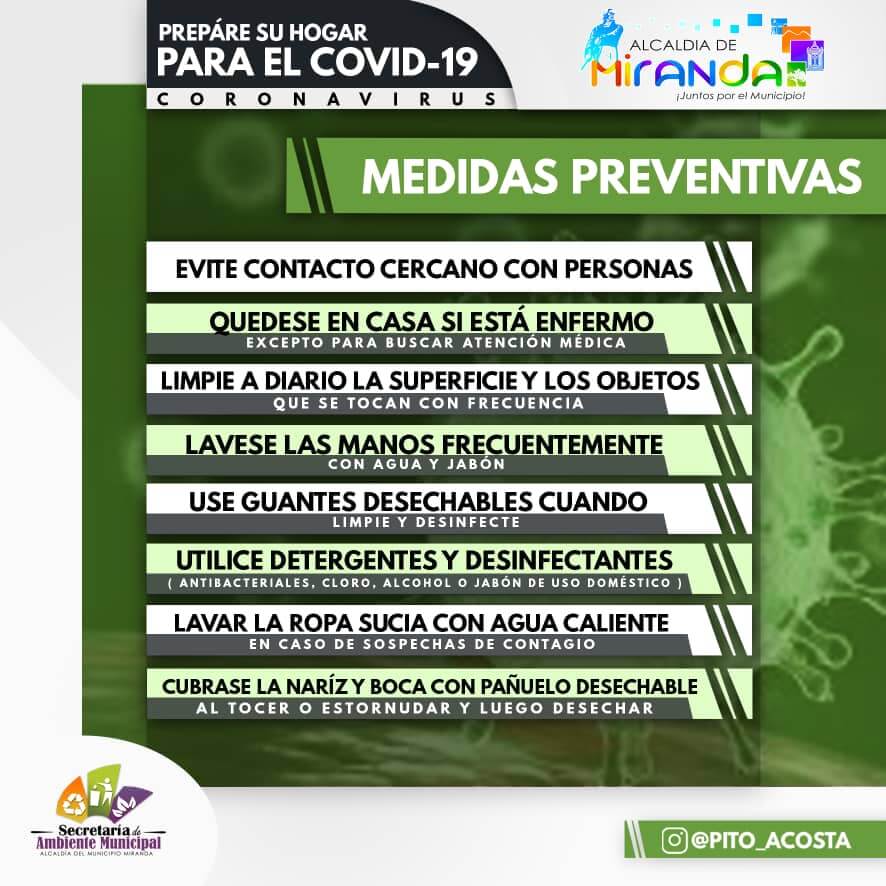 PREPÁRE SU HOGAR
PARA EL COVID-19
CORONAVIRUS
ALCALDIA DE
MIRANDA
¡Juntos por el Municipio!
MEDIDAS PREVENTIVAS
EVITE CONTACTO CERCANO CON PERSONAS
QUEDESE EN CASA SI ESTÁ ENFERMO
EXCEPTO PARA BUSCAR ATENCIÓN MÉDICA
LIMPIE A DIARIO LA SUPERFICIE Y LOS OBJETOS
QUE SE TOCAN CON FRECUENCIA
LAVESE LAS MANOS FRECUENTEMENTE
CON AGUA Y JABÓN
USE GUANTES DESECHABLES CUANDO
LIMPIE Y DESINFECTE
UTILICE DETERGENTES Y DESINFECTANTES
( ANTIBACTERIALES, CLORO, ALCOHOL O JABÓN DE USO DOMÉSTICO )
LAVAR LA ROPA SUCIA CON AGUA CALIENTE
EN CASO DE SOSPECHAS DE CONTAGIO
CUBRASE LA NARÍZ Y BOCA CON PAÑUELO DESECHABLE
AL TOCER O ESTORNUDAR Y LUEGO DESECHAR
Secretaría de
Ambiente Municipal
ALCALDÍA DEL MUNICIPIO MIRANDA
@PITO_ACOSTA